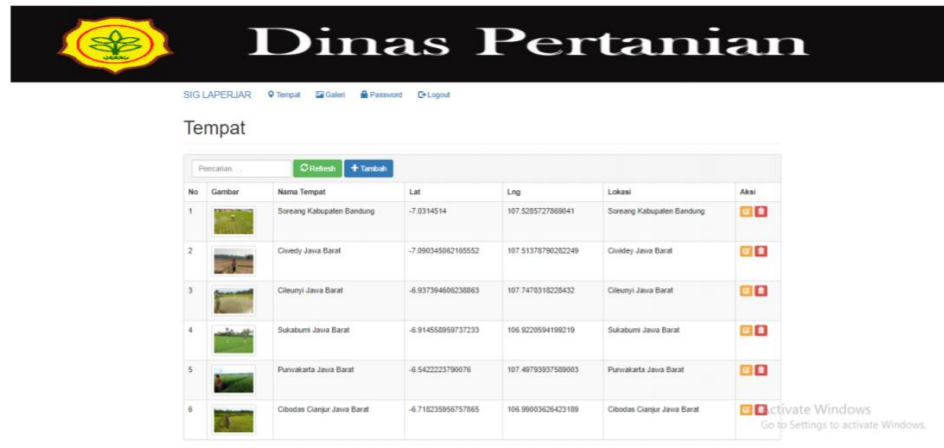 Dinas Pertanian
SIG LAPERJAR Tempat Galeri Password Logout
Tempat
Pencarian... Refresh Tambah
No Gambar Nama Tempat Lat Lng Lokasi Aksi
1 Soreang Kabupaten Bandung -7.0314514 107.5285727869041 Soreang Kabupaten Bandung
2 Ciwedy Jawa Barat -7.090345062165552 107.51378790282249 Ciwidey Jawa Barat
3 Cileunyi Jawa Barat -6.937394606238863 107.7470318228432 Cileunyi Jawa Barat
4 Sukabumi Jawa Barat -6.914558959737233 106.9220594199219 Sukabumi Jawa Barat
5 Purwakarta Jawa Barat -6.5422223790076 107.49793937589003 Purwakarta Jawa Barat
6 Cibodas Cianjur Jawa Barat -6.718235956757865 106.99003626423189 Cibodas Cianjur Jawa Barat
Activate Windows
Go to Settings to activate Windows.